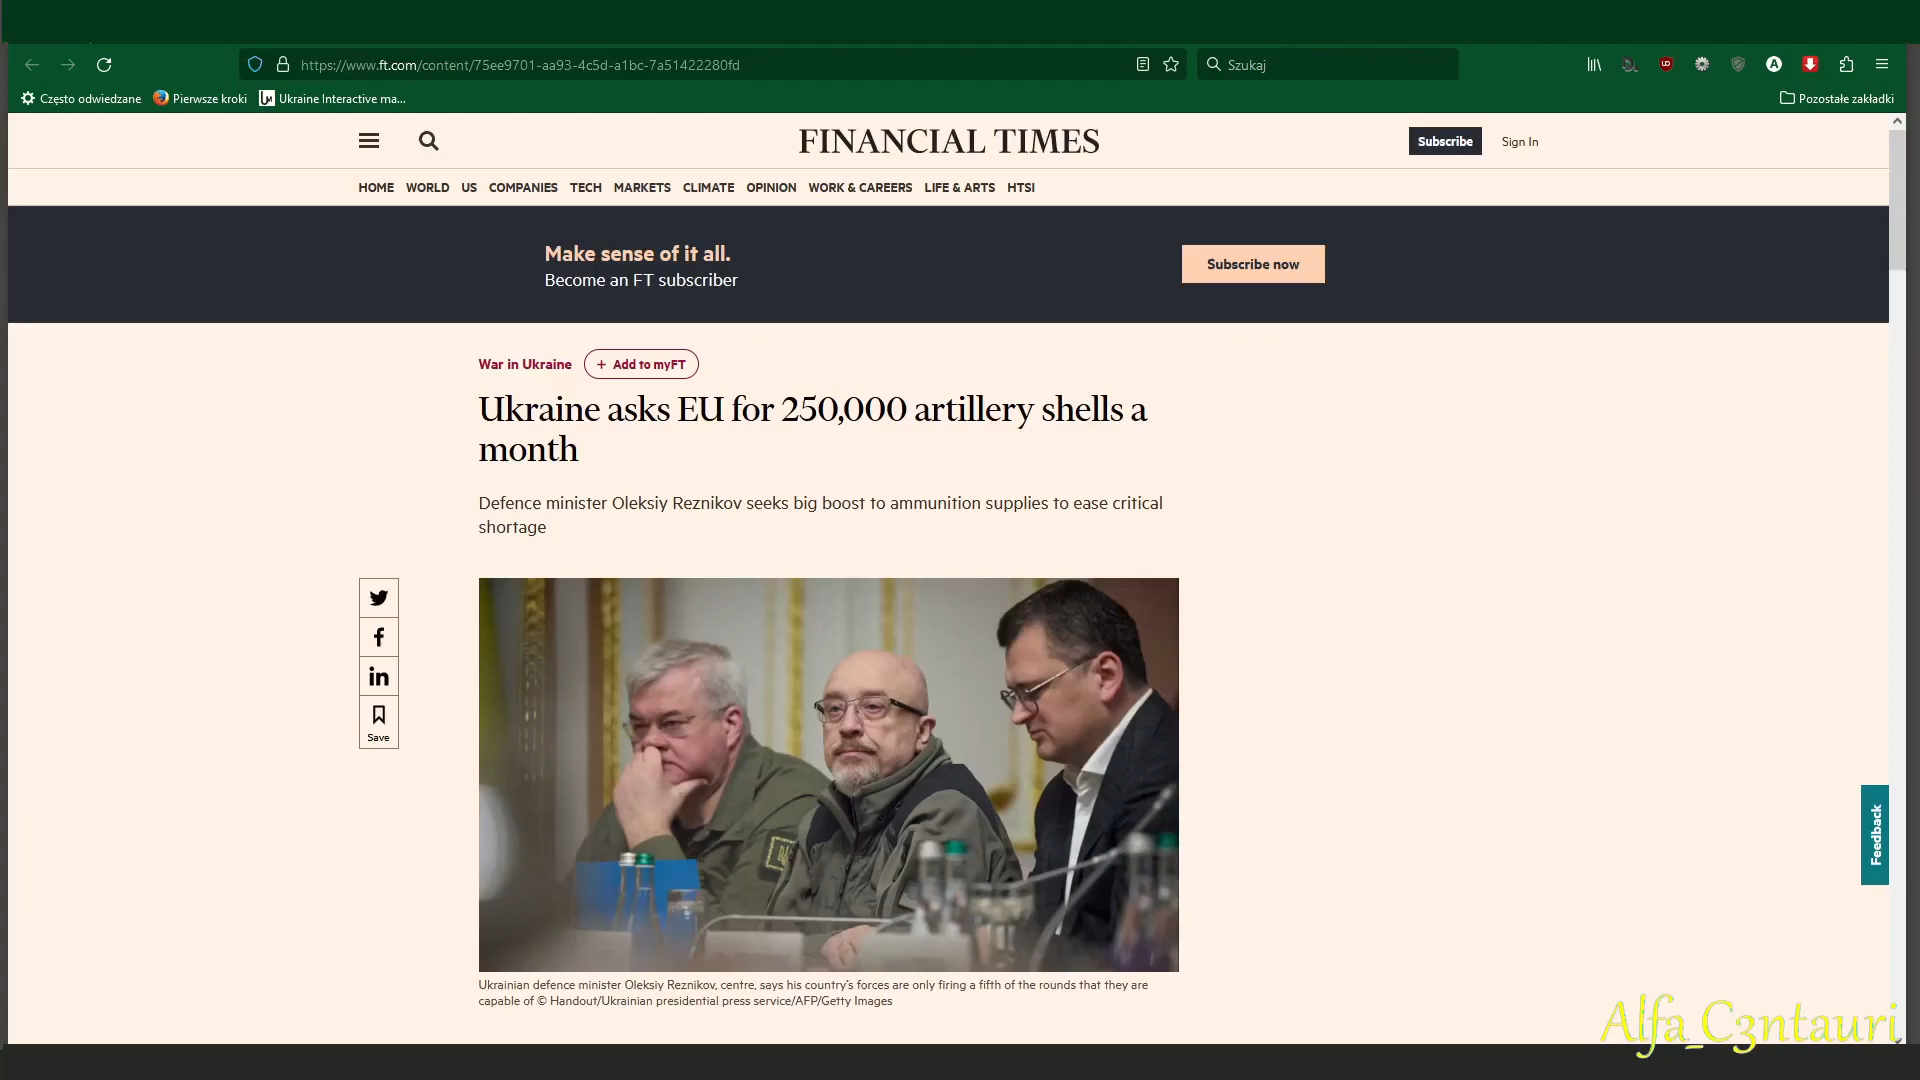 https://www.ft.com/content/75ee9701-aa93-4c5d-a1bc-7a51422280fd
Szukaj
Często odwiedzane
Pierwsze kroki
Ukraine Interactive ma...
Pozostałe zakładki
FINANCIAL TIMES
Subscribe
Sign In
HOME WORLD US COMPANIES TECH MARKETS CLIMATE OPINION WORK & CAREERS LIFE & ARTS HTSI
Make sense of it all.
Become an FT subscriber
Subscribe now
War in Ukraine
+ Add to myFT
Ukraine asks EU for 250,000 artillery shells a
month
Defence minister Oleksiy Reznikov seeks big boost to ammunition supplies to ease critical
shortage
Save
Feedback
Ukrainian defence minister Oleksiy Reznikov, centre, says his country's forces are only firing a fifth of the rounds that they are
capable of © Handout/Ukrainian presidential press service/AFP/Getty Images
Alfa_C3ntauri